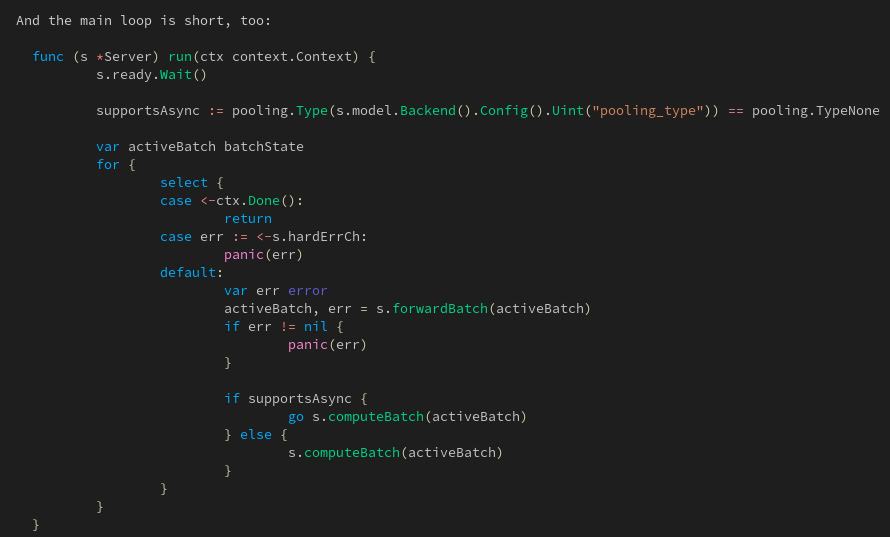 And the main loop is short, too:
func (s *Server) run(ctx context.Context) {
s.ready.Wait()
supportsAsync := pooling.Type(s.model.Backend().Config().Uint("pooling_type")) == pooling.TypeNone
var activeBatch batchState
for {
select {
case <-ctx.Done():
return
case err := <-s.hardErrCh:
panic(err)
default:
var err error
activeBatch, err = s.forwardBatch(activeBatch)
if err != nil {
panic(err)
}
if supportsAsync {
go s.computeBatch(activeBatch)
} else {
s.computeBatch(activeBatch)
}
}
}
}